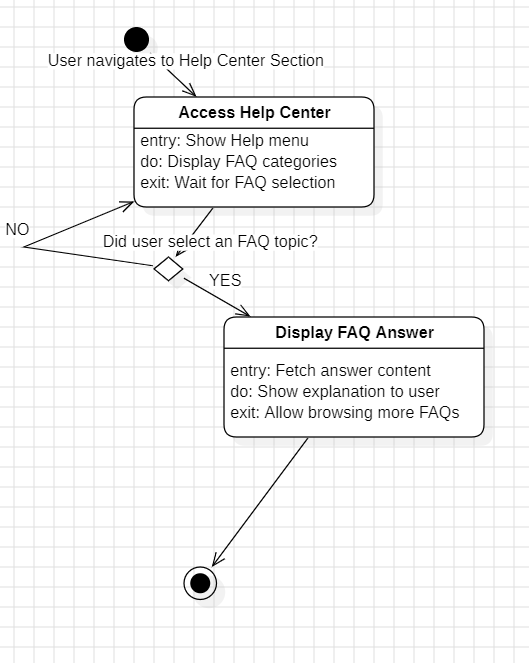 User navigates to Help Center Section
Access Help Center
entry: Show Help menu
do: Display FAQ categories
exit: Wait for FAQ selection
NO
Did user select an FAQ topic?
YES
Display FAQ Answer
entry: Fetch answer content
do: Show explanation to user
exit: Allow browsing more FAQs